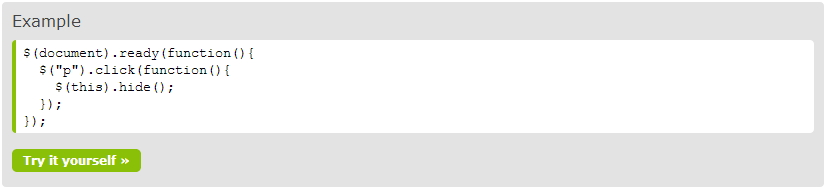 Example
$(document).ready(function(){
  $("p").click(function(){
    $(this).hide();
  });
});
Try it yourself »